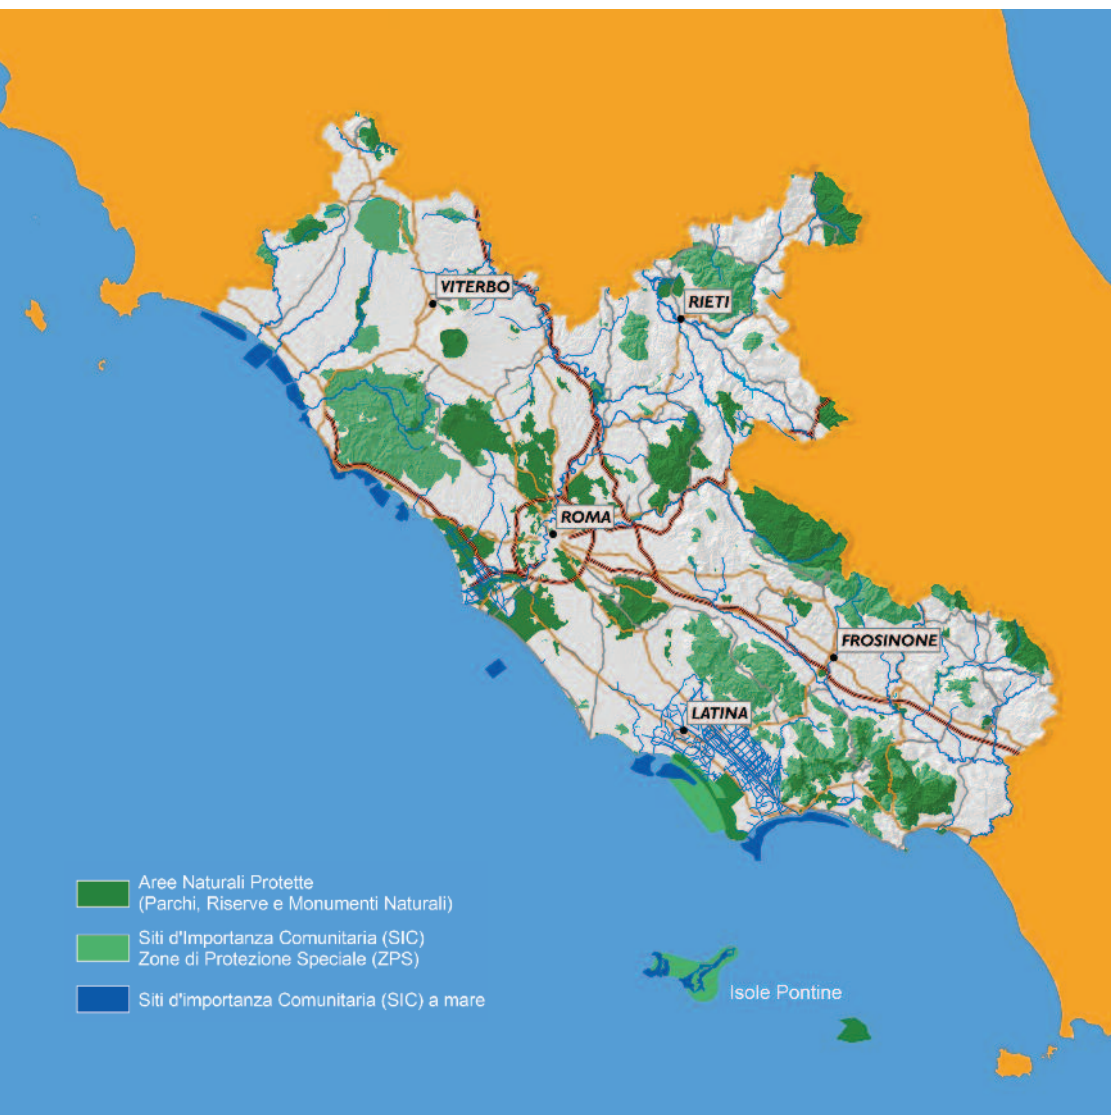 VITERBO
RIETI
ROMA
FROSINONE
LATINA
Aree Naturali Protette
(Parchi, Riserve e Monumenti Naturali)
Siti d'Importanza Comunitaria (SIC)
Zone di Protezione Speciale (ZPS)
Isole Pontine
Siti d'importanza Comunitaria (SIC) a mare